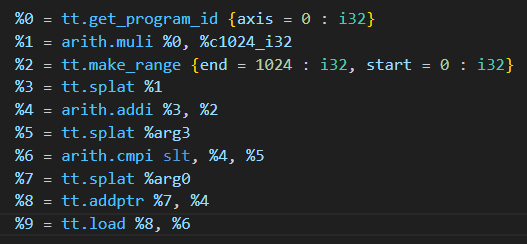 %0 = tt.get_program_id {axis = 0 : i32}
%1 = arith.muli %0, %c1024_i32
%2 = tt.make_range {end = 1024 : i32, start = 0 : i32}
%3 = tt.splat %1
%4 = arith.addi %3, %2
%5 = tt.splat %arg3
%6 = arith.cmpi slt, %4, %5
%7 = tt.splat %arg0
%8 = tt.addptr %7, %4
%9 = tt.load %8, %6